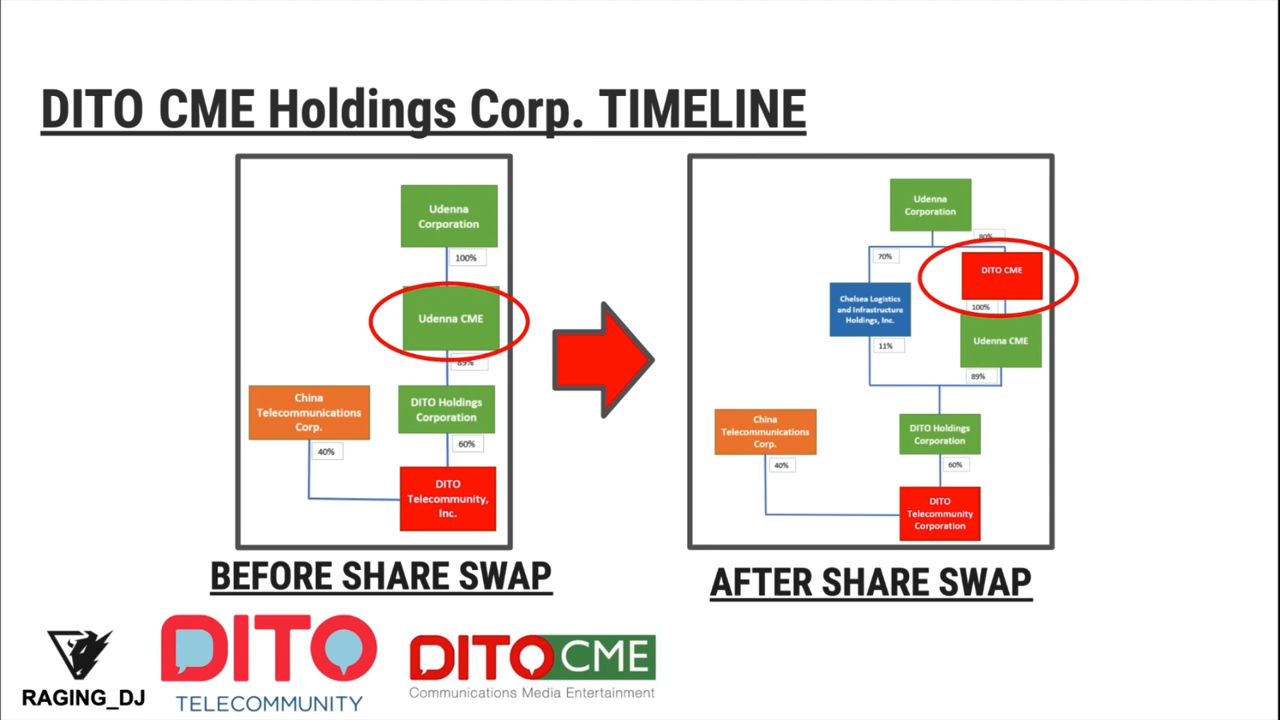 DITO CME Holdings Corp. TIMELINE
Udenna
Corporation
100%
Udenna CME
89%
China
Telecommunications
Corp.
40%
DITO Holdings
Corporation
60%
DITO
Telecommunity,
Inc.
BEFORE SHARE SWAP
Udenna
Corporation
80%
70%
DITO CME
100%
Chelsea Logistics
and Infrastructure
Holdings, Inc.
11%
Udenna CME
89%
China
Telecommunications
Corp.
40%
DITO Holdings
Corporation
60%
DITO
Telecommunity
Corporation
AFTER SHARE SWAP
RAGING_DJ
DITO
TELECOMMUNITY
DITO CME
Communications Media Entertainment